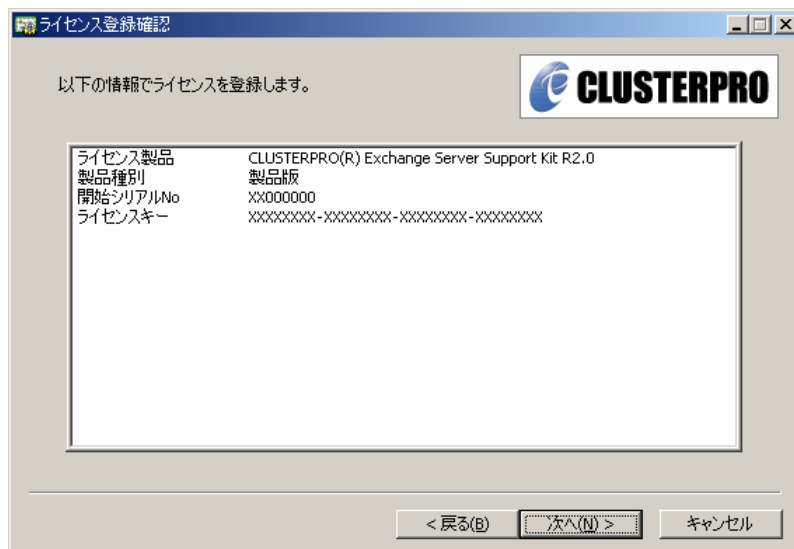 ライセンス登録確認
以下の情報でライセンスを登録します。
CLUSTERPRO
ライセンス製品 CLUSTERPRO(R) Exchange Server Support Kit R2.0
製品種別 製品版
開始シリアルNo XX000000
ライセンスキー XXXXXXXX-XXXXXXXX-XXXXXXXX-XXXXXXXX
< 戻る(B) 次へ(N) > キャンセル